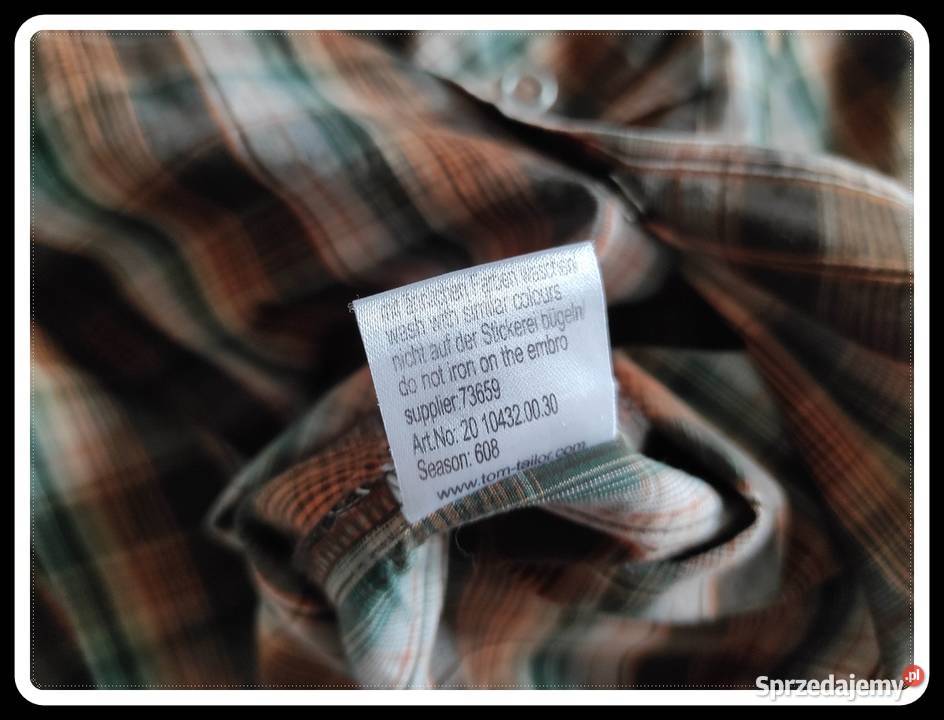 mit ähnlichen Farben waschen
wash with similar colours
nicht auf der Stickerei bügeln
do not iron on the embro
supplier:73659
Art.No: 20 10432.00.30
Season: 608
www.tom-tailor.com
Sprzedajemy.pl